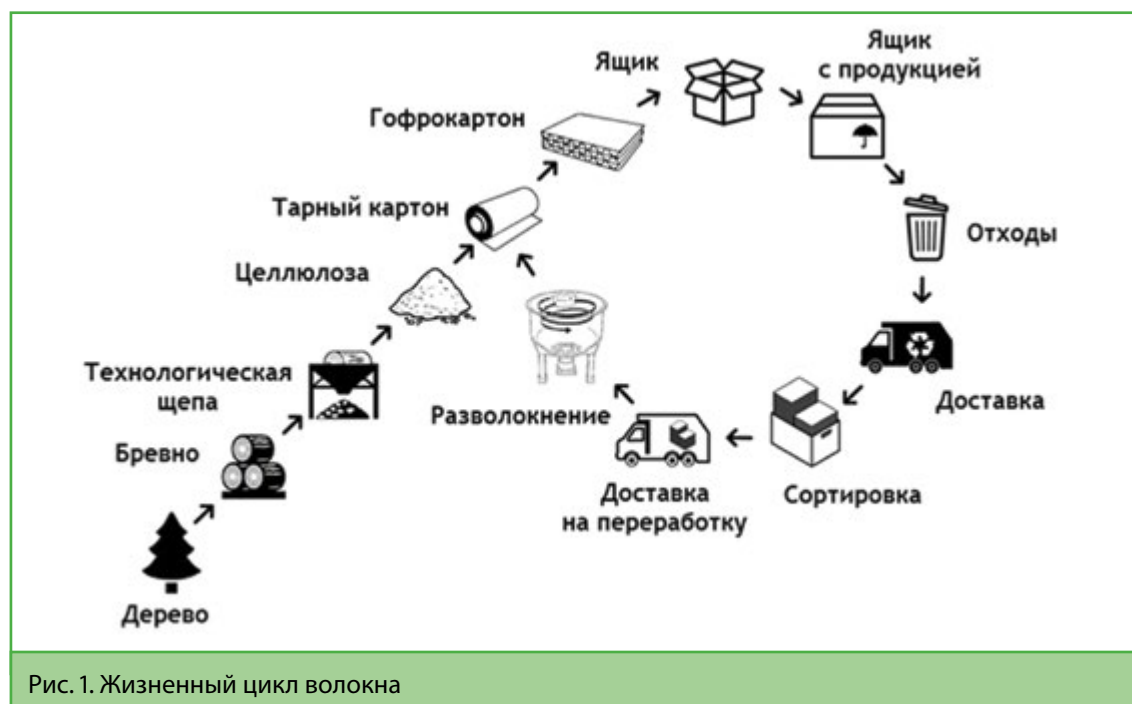 Дерево
Бревно
Технологическая
щепа
Целлюлоза
Тарный картон
Гофрокартон
Ящик
Ящик
с продукцией
Отходы
Доставка
Сортировка
Доставка
на переработку
Разволокнение
Рис. 1. Жизненный цикл волокна